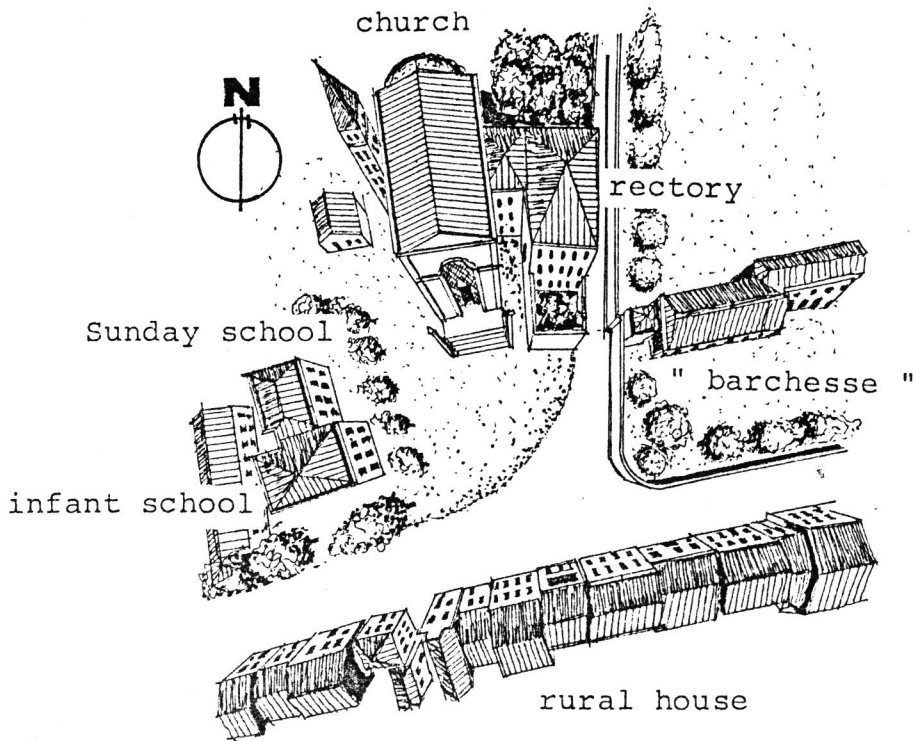 church
N
rectory
Sunday school
" barchesse "
infant school
rural house